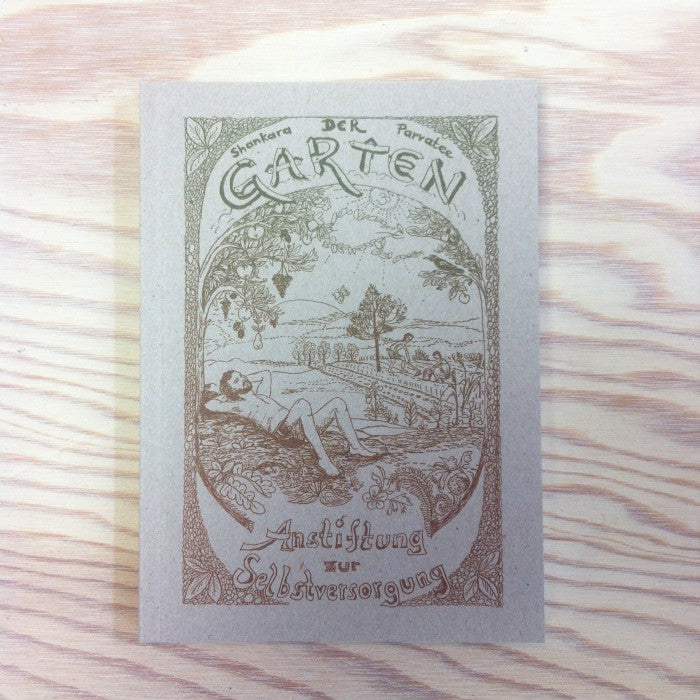 Shankara DER Parvatee
GARTEN
Anstiftung
zur
Selbstversorgung